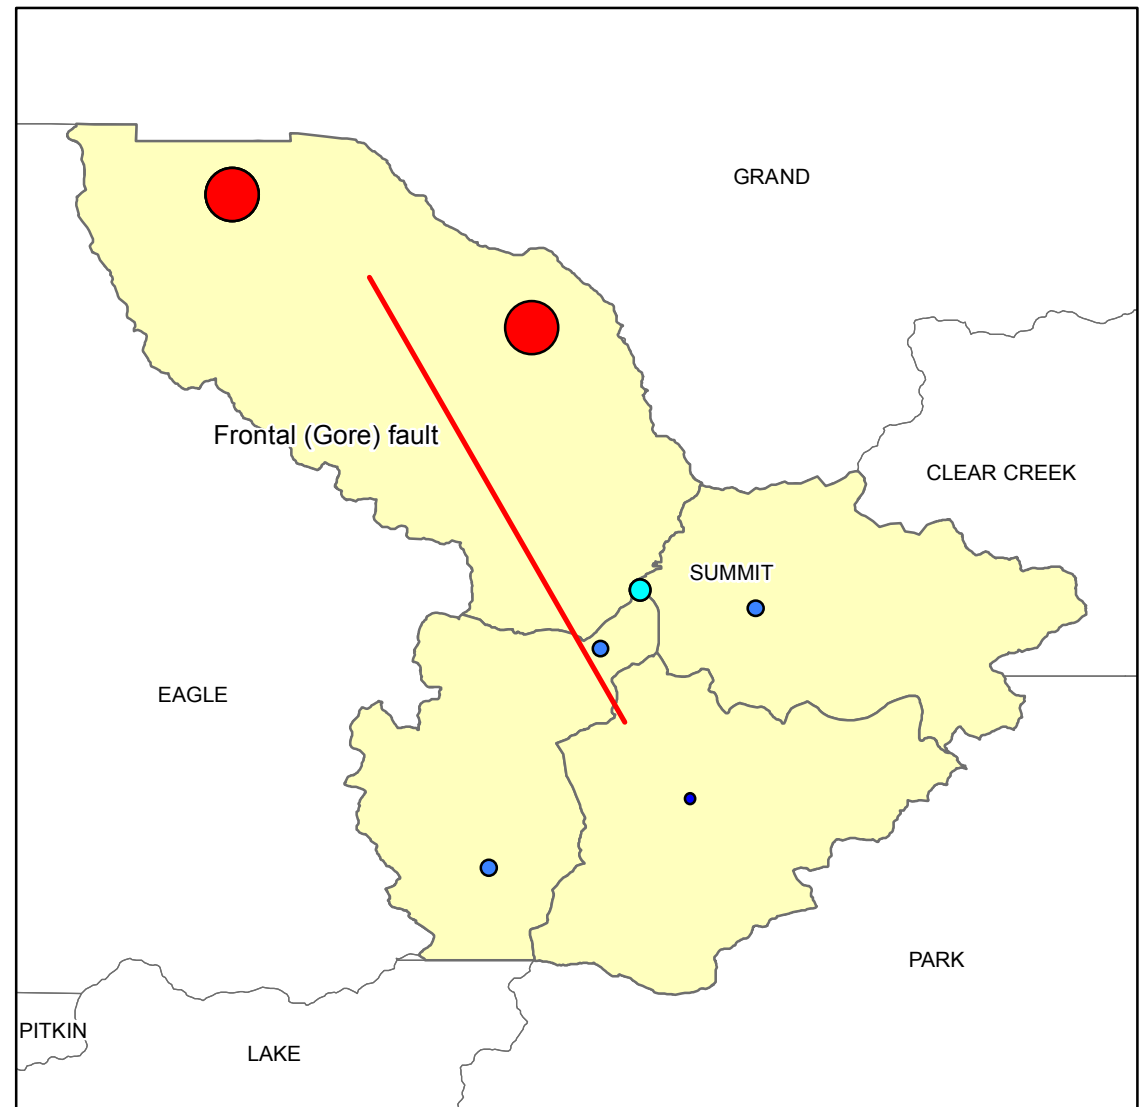 GRAND
Frontal (Gore) fault
CLEAR CREEK
SUMMIT
EAGLE
PARK
PITKIN
LAKE